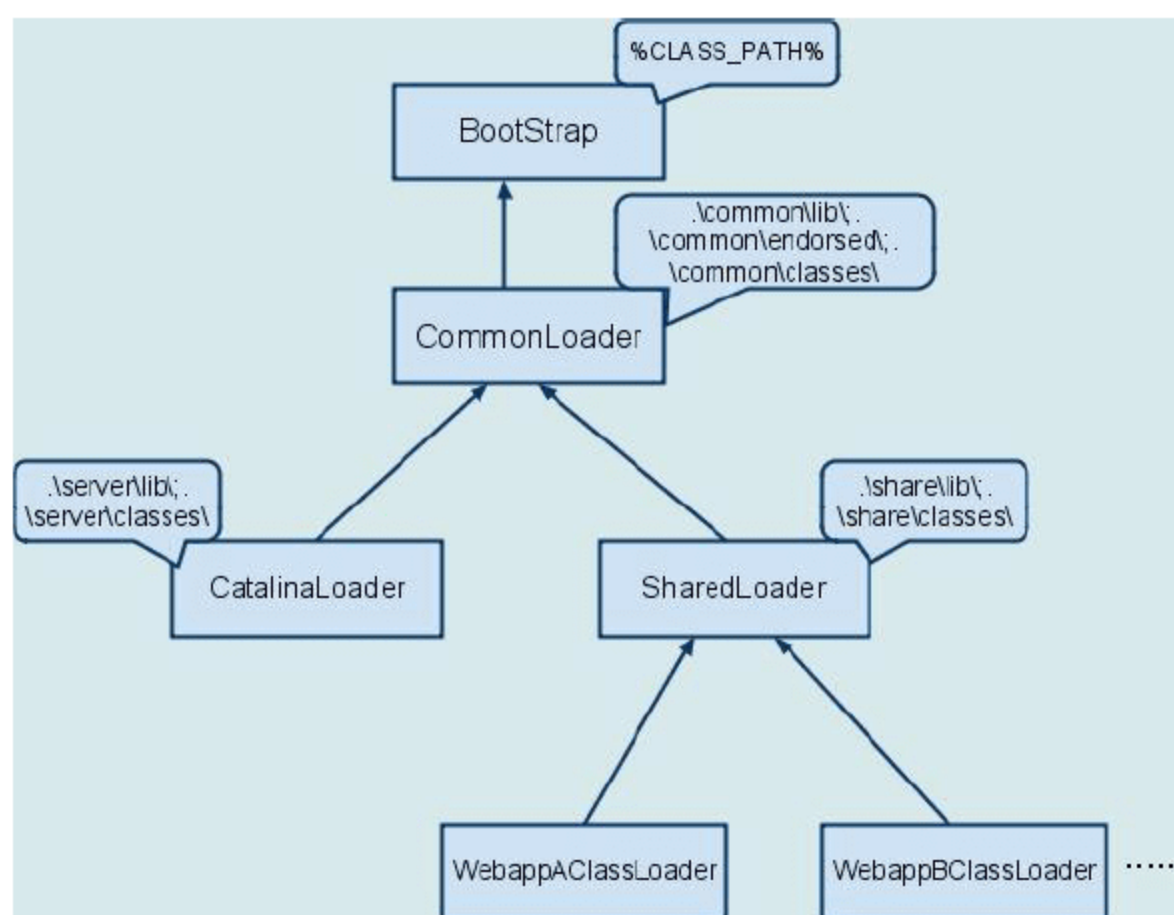 %CLASS_PATH%
BootStrap
.\common\lib\; .
\common\endorsed\; .
\common\classes\
CommonLoader
.\server\lib\; .
\server\classes\
.\share\lib\; .
\share\classes\
CatalinaLoader
SharedLoader
WebappAClassLoader
WebappBClassLoader
......